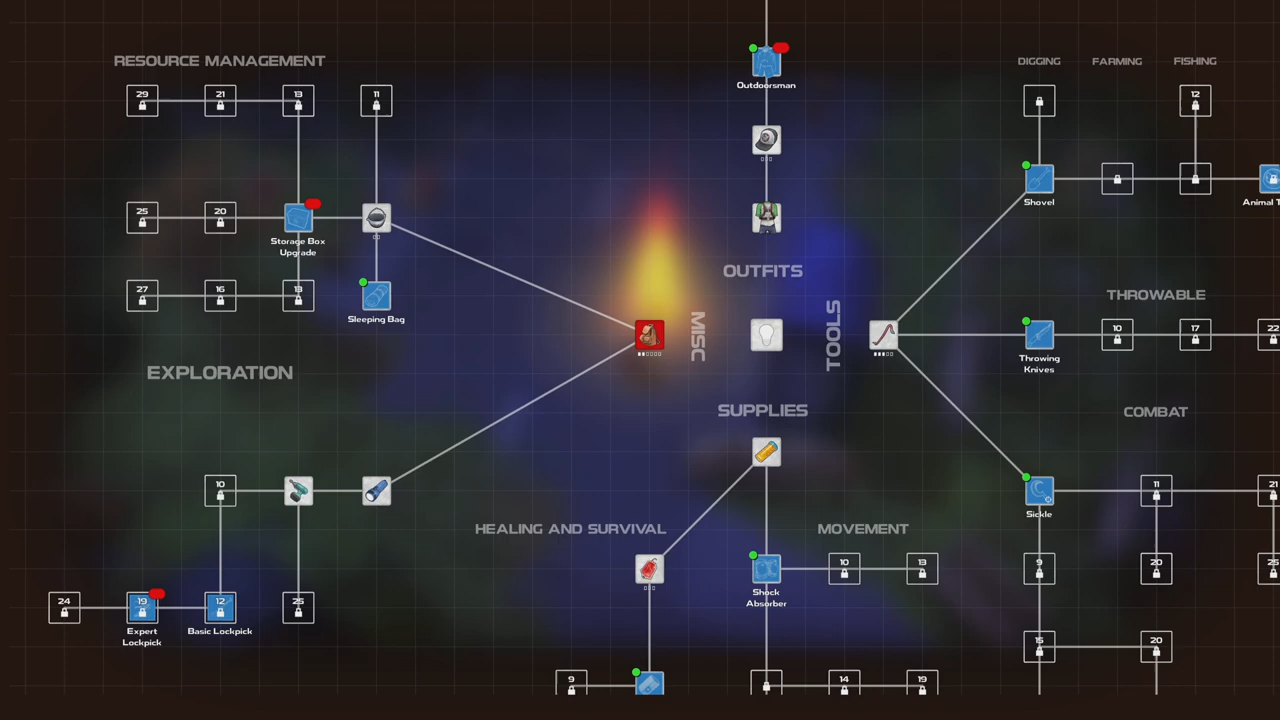 RESOURCE MANAGEMENT
DIGGING
FARMING
FISHING
Outdoorsman
29
21
13
11
12
Shovel
Animal T
25
20
Storage Box
Upgrade
OUTFITS
27
16
13
Sleeping Bag
THROWABLE
MISC
TOOLS
10
17
22
Throwing
Knives
EXPLORATION
SUPPLIES
COMBAT
10
11
21
Sickle
HEALING AND SURVIVAL
MOVEMENT
10
13
9
20
25
Shock
Absorber
24
19
12
25
Expert
Lockpick
Basic Lockpick
15
20
9
14
19